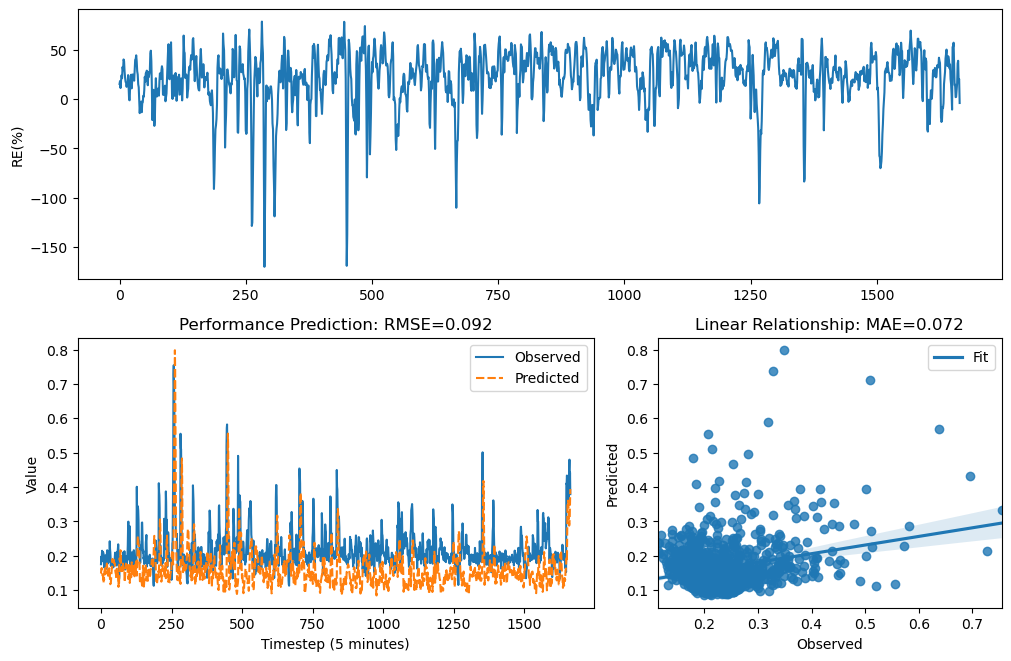 50
0
−50
−100
−150
RE(%)
0 250 500 750 1000 1250 1500
Performance Prediction: RMSE=0.092
Observed
Predicted
0.8
0.7
0.6
0.5
0.4
0.3
0.2
0.1
Value
0 250 500 750 1000 1250 1500
Timestep (5 minutes)
Linear Relationship: MAE=0.072
Fit
0.8
0.7
0.6
0.5
0.4
0.3
0.2
0.1
Predicted
0.2 0.3 0.4 0.5 0.6 0.7
Observed